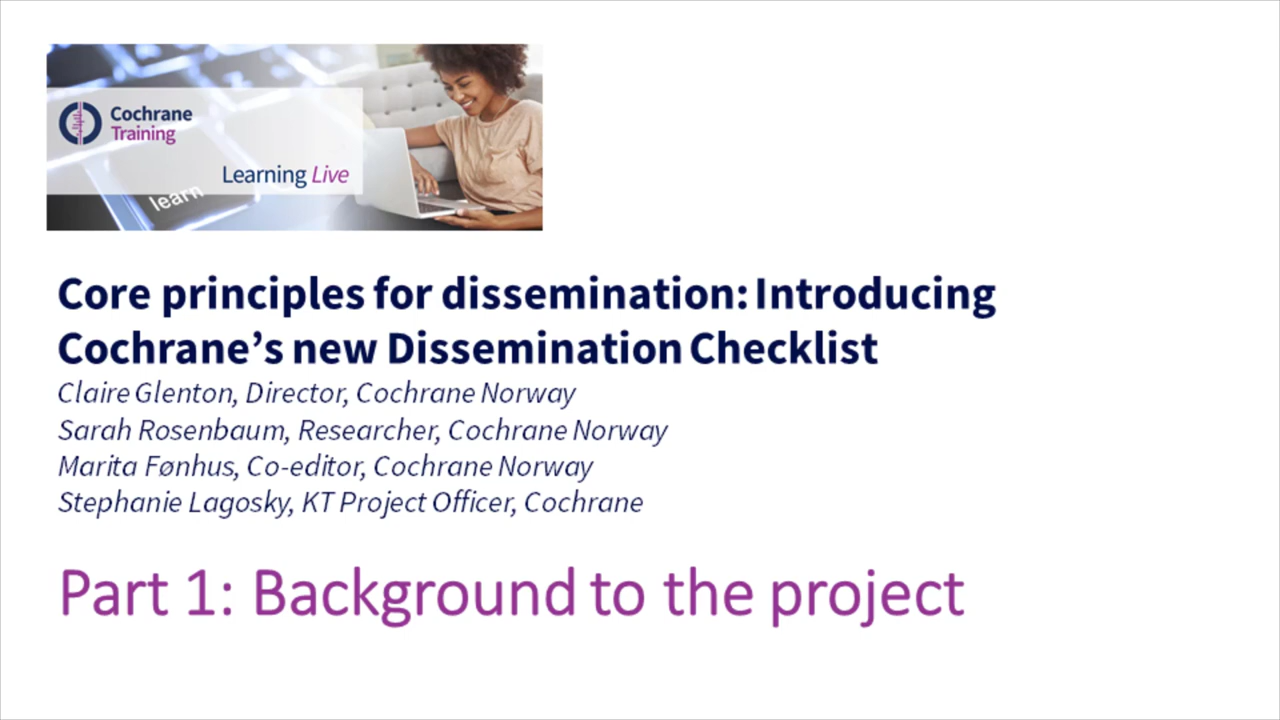 Cochrane
Training
Learning Live
learn
Core principles for dissemination: Introducing
Cochrane’s new Dissemination Checklist
Claire Glenton, Director, Cochrane Norway
Sarah Rosenbaum, Researcher, Cochrane Norway
Marita Fønhus, Co-editor, Cochrane Norway
Stephanie Lagosky, KT Project Officer, Cochrane
Part 1: Background to the project